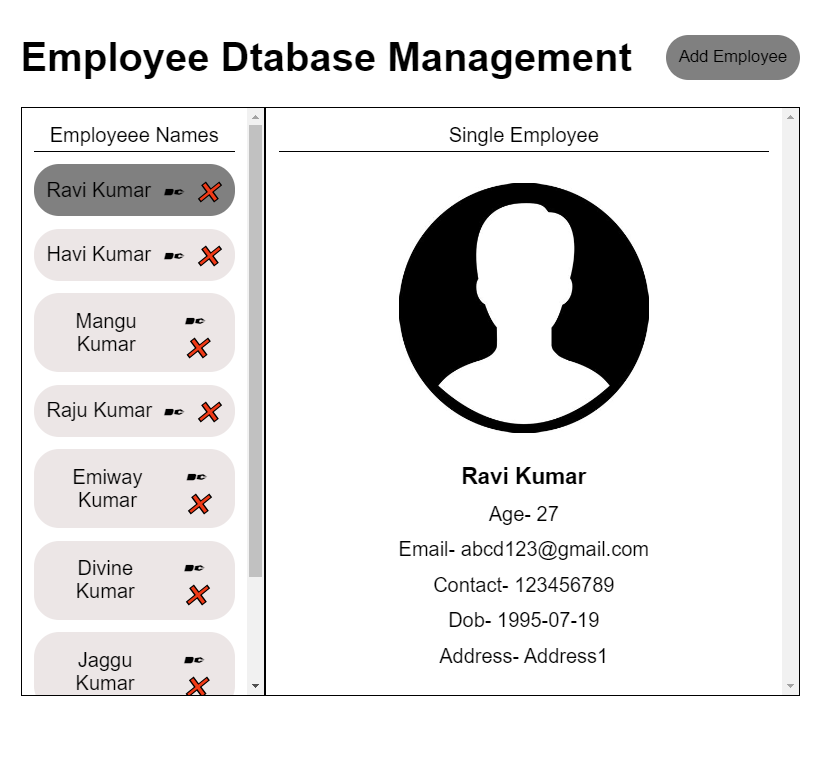 Employee Dtabase Management
Add Employee
Employeee Names
Ravi Kumar
Havi Kumar
Mangu
Kumar
Raju Kumar
Emiway
Kumar
Divine
Kumar
Jaggu
Kumar
Single Employee
Ravi Kumar
Age- 27
Email- abcd123@gmail.com
Contact- 123456789
Dob- 1995-07-19
Address- Address1